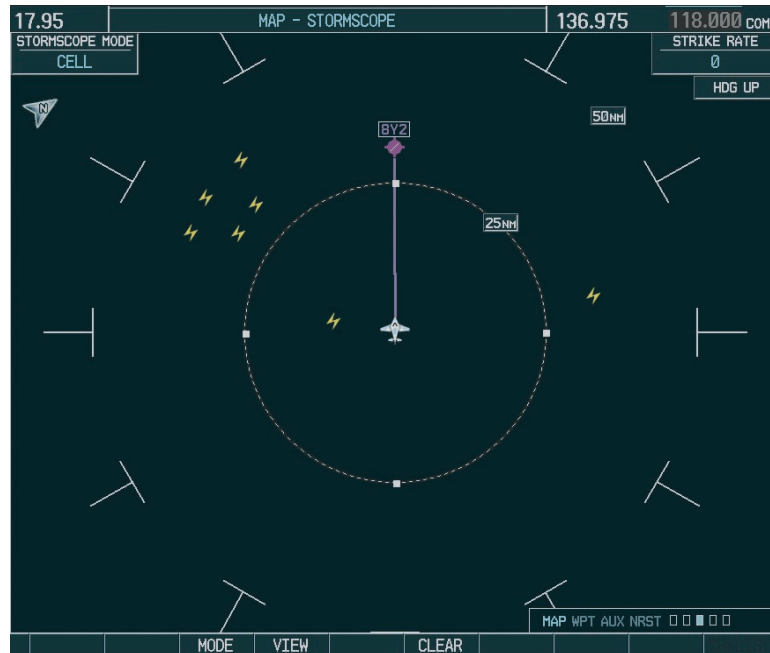 17.95 MAP - STORMSCOPE 136.975 118.000 COM
STORMSCOPE MODE
CELL
STRIKE RATE
0
HDG UP
N
50NM
BY2
25NM
MAP WPT AUX NRST
MODE VIEW CLEAR